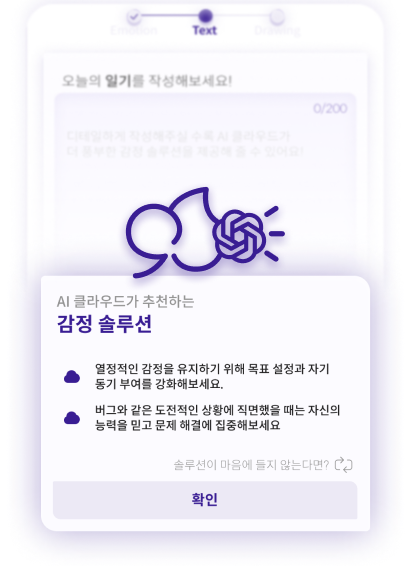 Emotion
Text
Drawing
오늘의 일기를 작성해보세요!
0/200
디테일하게 작성해주실 수록 AI 클라우드가
더 풍부한 감정 솔루션을 제공해 줄 수 있어요!
AI 클라우드가 추천하는
감정 솔루션
열정적인 감정을 유지하기 위해 목표 설정과 자기
동기 부여를 강화해보세요.
버그와 같은 도전적인 상황에 직면했을 때는 자신의
능력을 믿고 문제 해결에 집중해보세요
솔루션이 마음에 들지 않는다면?
확인